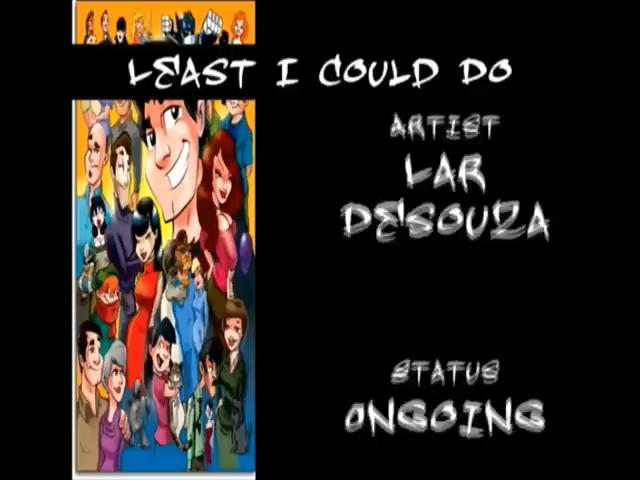 LEAST I COULD DO
ARTIST
LAR
DESOUZA
STATUS
ONGOING